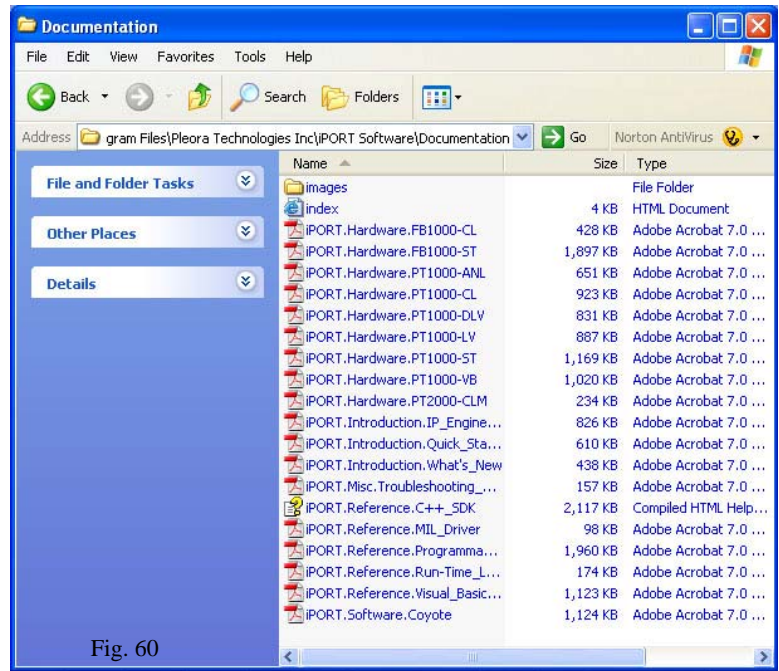 Documentation
File Edit View Favorites Tools Help
Back Search Folders
Address gram Files\Pleora Technologies Inc\iPORT Software\Documentation Go Norton AntiVirus
File and Folder Tasks
Other Places
Details
Name Size Type
images File Folder
index 4 KB HTML Document
iPORT.Hardware.FB1000-CL 428 KB Adobe Acrobat 7.0 ...
iPORT.Hardware.FB1000-ST 1,897 KB Adobe Acrobat 7.0 ...
iPORT.Hardware.PT1000-ANL 651 KB Adobe Acrobat 7.0 ...
iPORT.Hardware.PT1000-CL 923 KB Adobe Acrobat 7.0 ...
iPORT.Hardware.PT1000-DLV 831 KB Adobe Acrobat 7.0 ...
iPORT.Hardware.PT1000-LV 887 KB Adobe Acrobat 7.0 ...
iPORT.Hardware.PT1000-ST 1,169 KB Adobe Acrobat 7.0 ...
iPORT.Hardware.PT1000-VB 1,020 KB Adobe Acrobat 7.0 ...
iPORT.Hardware.PT2000-CLM 234 KB Adobe Acrobat 7.0 ...
iPORT.Introduction.IP_Engine... 826 KB Adobe Acrobat 7.0 ...
iPORT.Introduction.Quick_Sta... 610 KB Adobe Acrobat 7.0 ...
iPORT.Introduction.What's_New 438 KB Adobe Acrobat 7.0 ...
iPORT.Misc.Troubleshooting_... 157 KB Adobe Acrobat 7.0 ...
iPORT.Reference.C++_SDK 2,117 KB Compiled HTML Help...
iPORT.Reference.MIL_Driver 98 KB Adobe Acrobat 7.0 ...
iPORT.Reference.Programma... 1,960 KB Adobe Acrobat 7.0 ...
iPORT.Reference.Run-Time_L... 174 KB Adobe Acrobat 7.0 ...
iPORT.Reference.Visual_Basic... 1,123 KB Adobe Acrobat 7.0 ...
iPORT.Software.Coyote 1,124 KB Adobe Acrobat 7.0 ...
Fig. 60